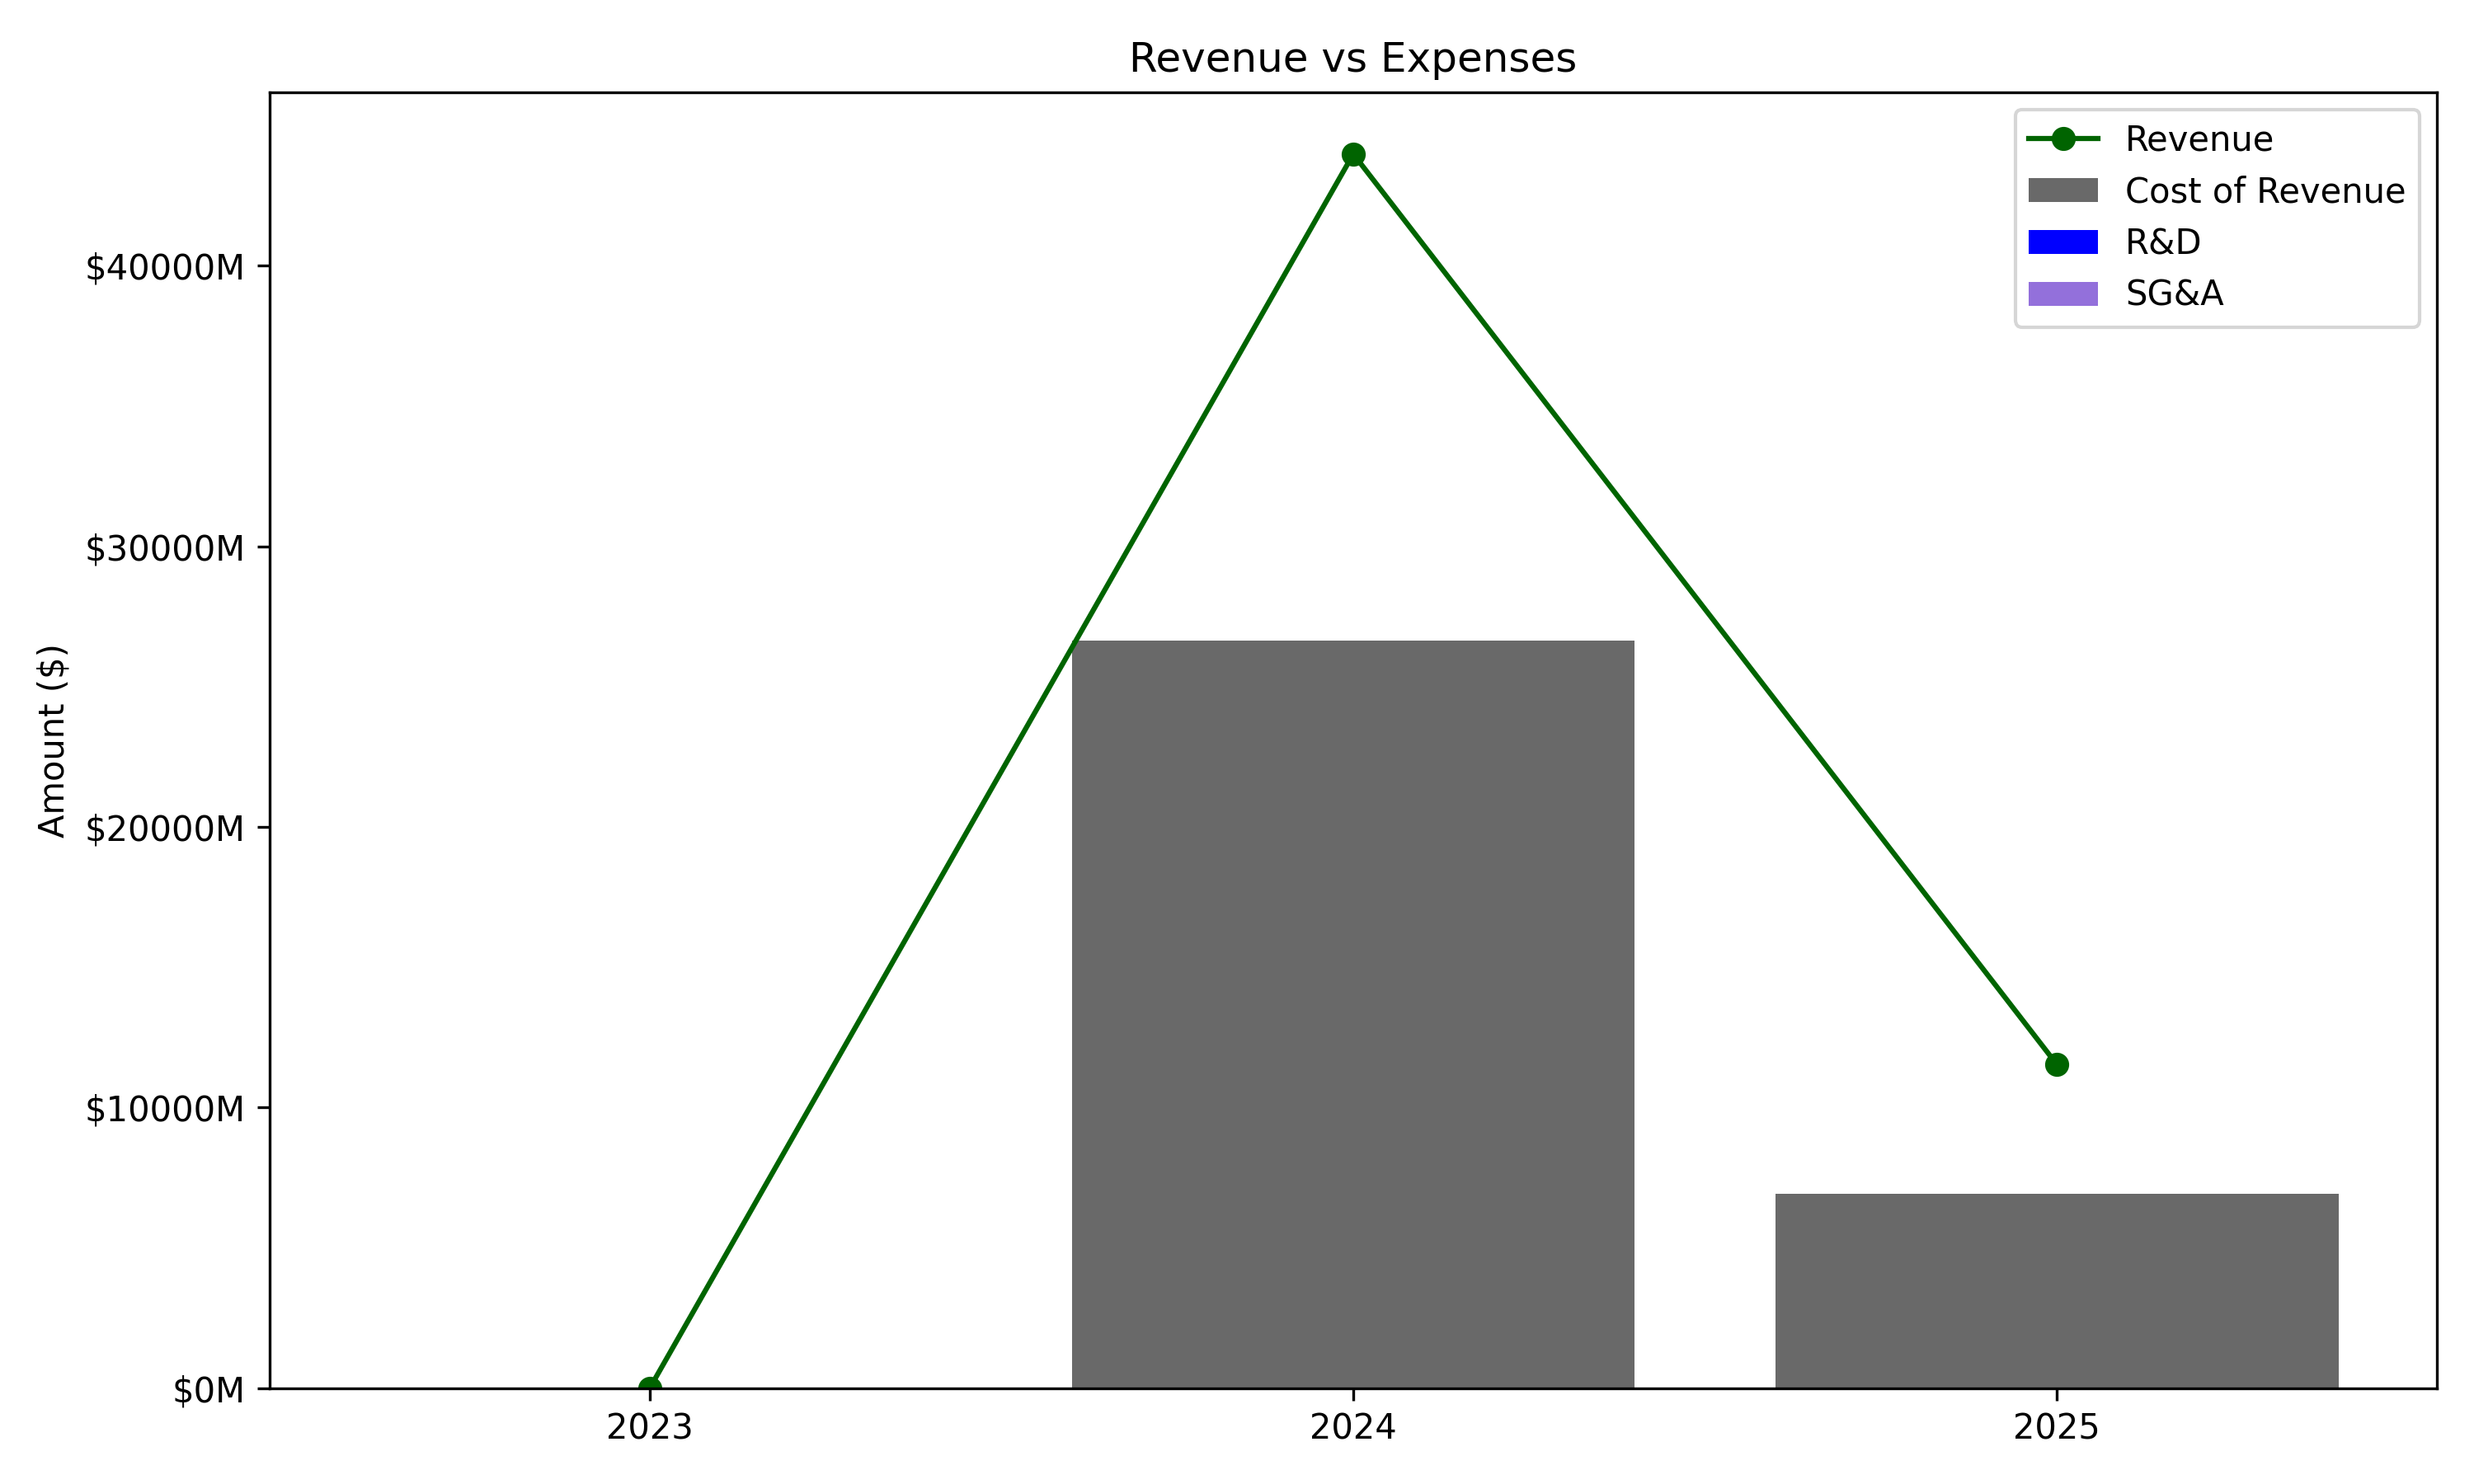 Revenue vs Expenses
Revenue
Cost of Revenue
R&D
SG&A
Amount ($)
$40000M
$30000M
$20000M
$10000M
$0M
2023
2024
2025